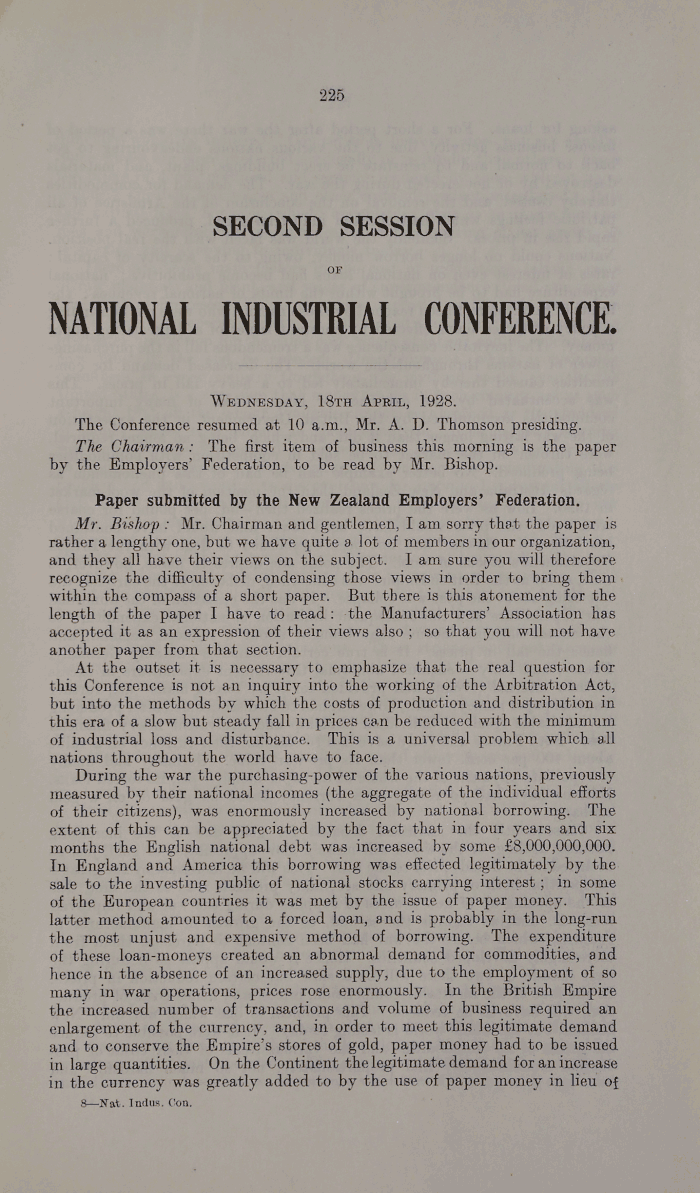 225
SECOND SESSION
OF
NATIONAL INDUSTRIAL CONFERENCE.
WEDNESDAY, 18TH APRIL, 1928.
The Conference resumed at 10 a.m., Mr. A. D. Thomson presiding.
The Chairman : The first item of business this morning is the paper
by the Employers' Federation, to be read by Mr. Bishop.
Paper submitted by the New Zealand Employers' Federation.
Mr. Bishop : Mr. Chairman and gentlemen, I am sorry that the paper is
rather a lengthy one, but we have quite a lot of members in our organization,
and they all have their views on the subject. I am sure you will therefore
recognize the difficulty of condensing those views in order to bring them
within the compass of a short paper. But there is this atonement for the
length of the paper I have to read : the Manufacturers' Association has
accepted it as an expression of their views also ; so that you will not have
another paper from that section.
At the outset it is necessary to emphasize that the real question for
this Conference is not an inquiry into the working of the Arbitration Act,
but into the methods by which the costs of production and distribution in
this era of a slow but steady fall in prices can be reduced with the minimum
of industrial loss and disturbance. This is a universal problem which all
nations throughout the world have to face.
During the war the purchasing-power of the various nations, previously
measured by their national incomes (the aggregate of the individual efforts
of their citizens), was enormously increased by national borrowing. The
extent of this can be appreciated by the fact that in four years and six
months the English national debt was increased by some £8,000,000,000.
In England and America this borrowing was effected legitimately by the
sale to the investing public of national stocks carrying interest ; in some
of the European countries it was met by the issue of paper money. This
latter method amounted to a forced loan, and is probably in the long-run
the most unjust and expensive method of borrowing. The expenditure
of these loan-moneys created an abnormal demand for commodities, and
hence in the absence of an increased supply, due to the employment of so
many in war operations, prices rose enormously. In the British Empire
the increased number of transactions and volume of business required an
enlargement of the currency, and, in order to meet this legitimate demand
and to conserve the Empire's stores of gold, paper money had to be issued
in large quantities. On the Continent the legitimate demand for an increase
in the currency was greatly added to by the use of paper money in lieu of
8—Nat. Indus. Con.